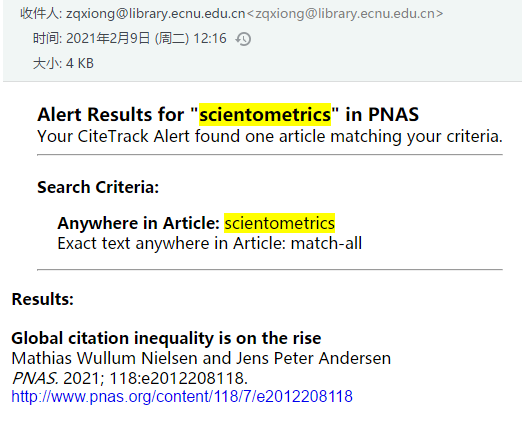 收件人: zqxiong@library.ecnu.edu.cn<zqxiong@library.ecnu.edu.cn>
时间: 2021年2月9日 (周二) 12:16
大小: 4 KB
Alert Results for "scientometrics" in PNAS
Your CiteTrack Alert found one article matching your criteria.
Search Criteria:
Anywhere in Article: scientometrics
Exact text anywhere in Article: match-all
Results:
Global citation inequality is on the rise
Mathias Wullum Nielsen and Jens Peter Andersen
PNAS. 2021; 118:e2012208118.
http://www.pnas.org/content/118/7/e2012208118